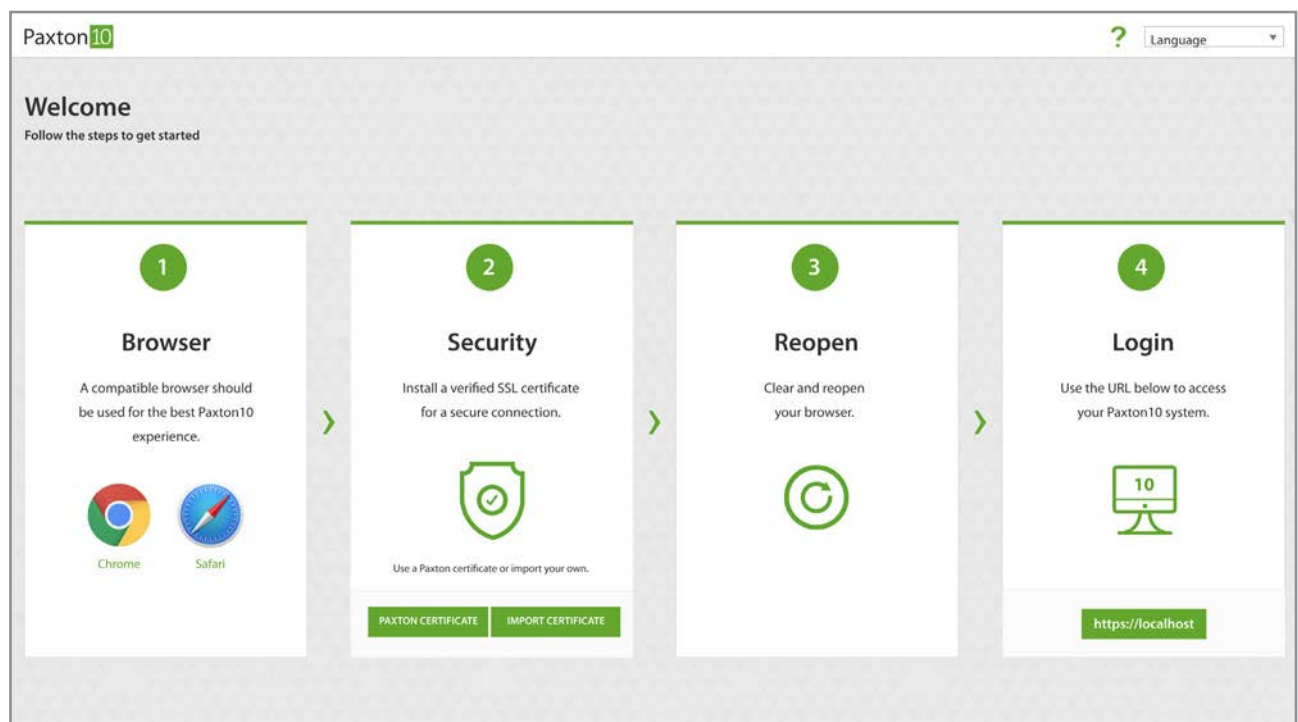 Paxton10
?
Language
Welcome
Follow the steps to get started
1
Browser
A compatible browser should
be used for the best Paxton10
experience.
Chrome
Safari
2
Security
Install a verified SSL certificate
for a secure connection.
Use a Paxton certificate or import your own.
PAXTON CERTIFICATE
IMPORT CERTIFICATE
3
Reopen
Clear and reopen
your browser.
4
Login
Use the URL below to access
your Paxton10 system.
10
https://localhost